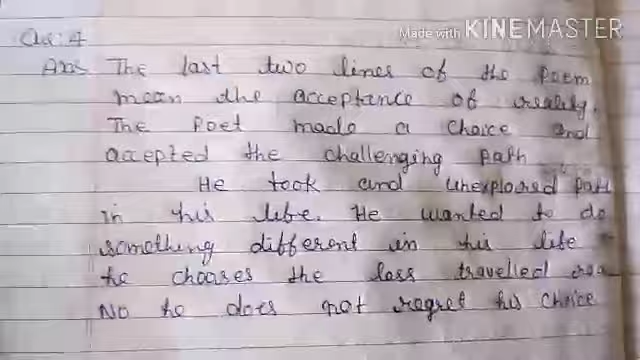 Made with KINEMASTER
Qus: 4
Ans The last two lines of the poem
mean the acceptance of reality.
The Poet made a choice and
accepted the challenging path
He took and unexplored path
in his life. He wanted to do
something different in his life
he chooses the less travelled roa
No he does not regret his choice